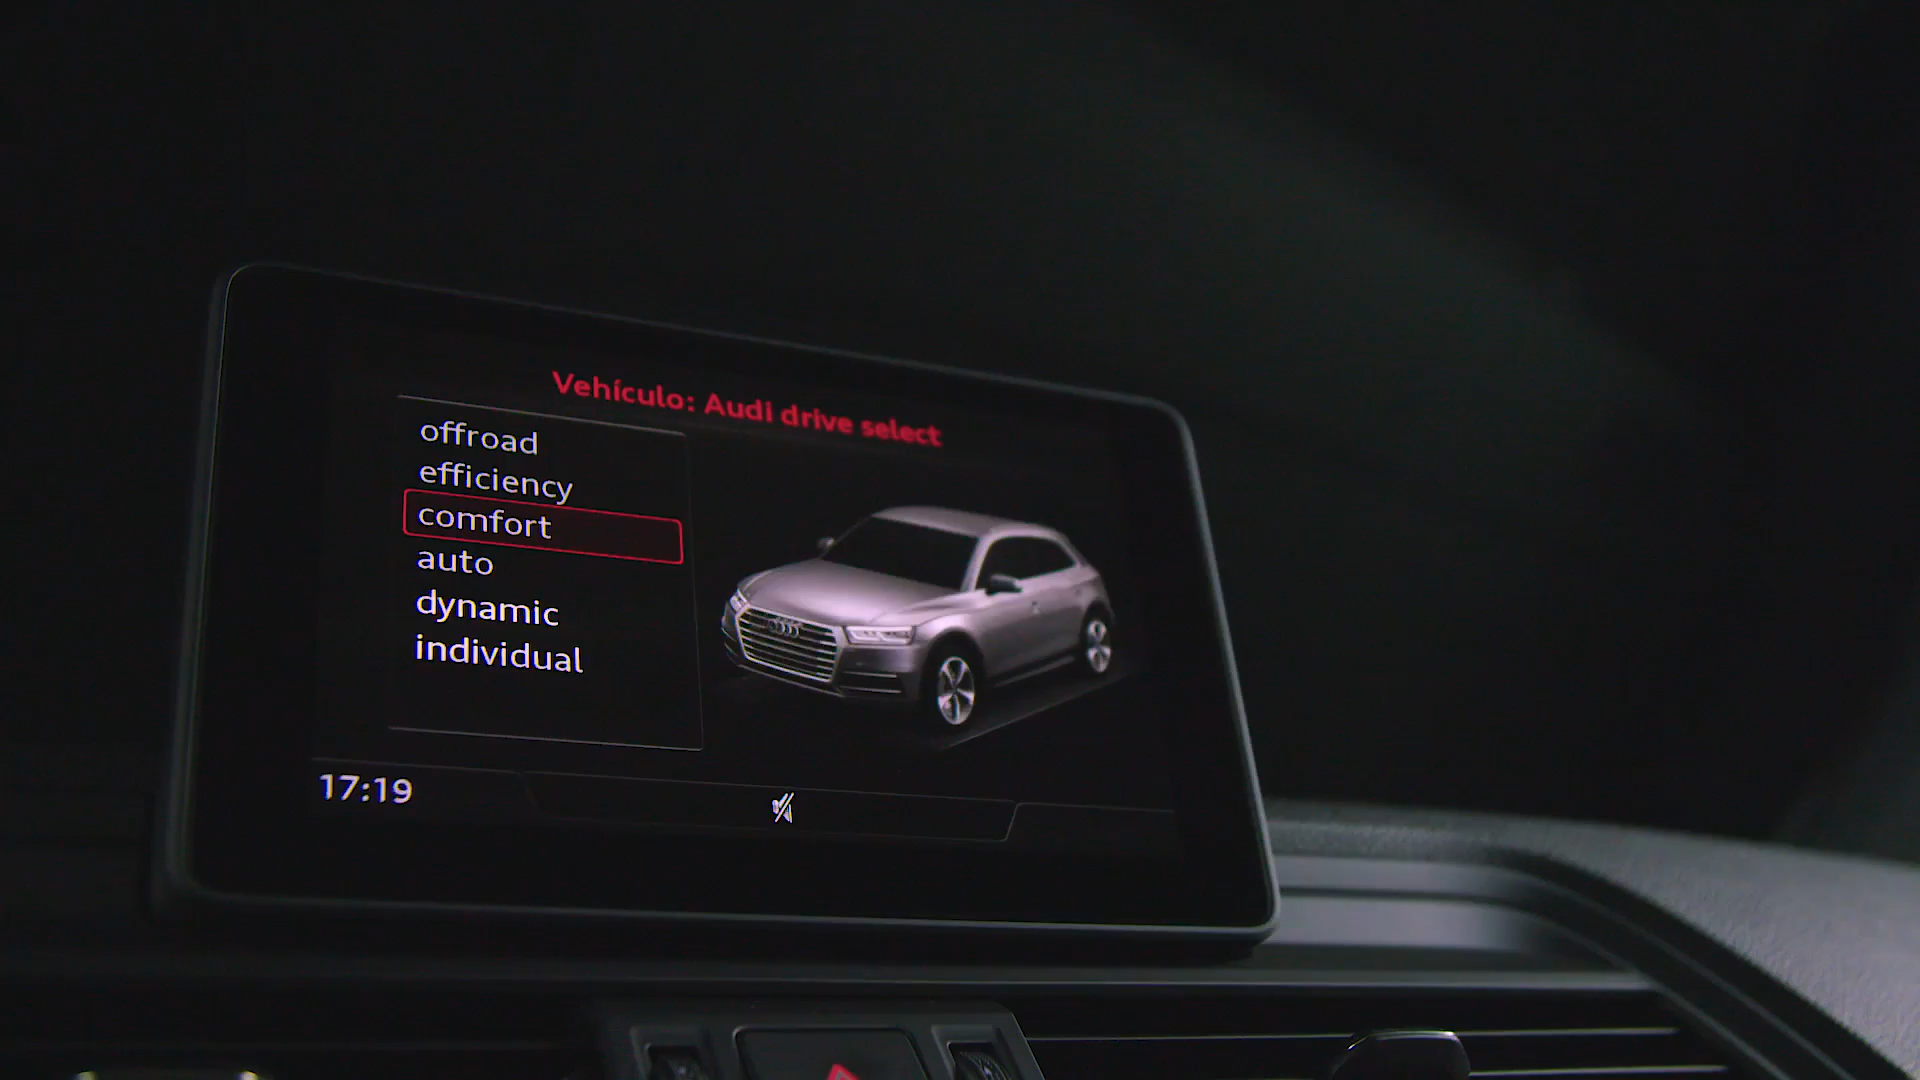 Vehículo: Audi drive select
offroad
efficiency
comfort
auto
dynamic
individual
17:19